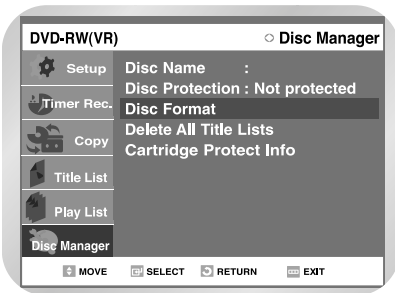 DVD-RW(VR)
Disc Manager
Setup
Timer Rec.
Copy
Title List
Play List
Disc Manager
Disc Name :
Disc Protection : Not protected
Disc Format
Delete All Title Lists
Cartridge Protect Info
MOVE SELECT RETURN EXIT